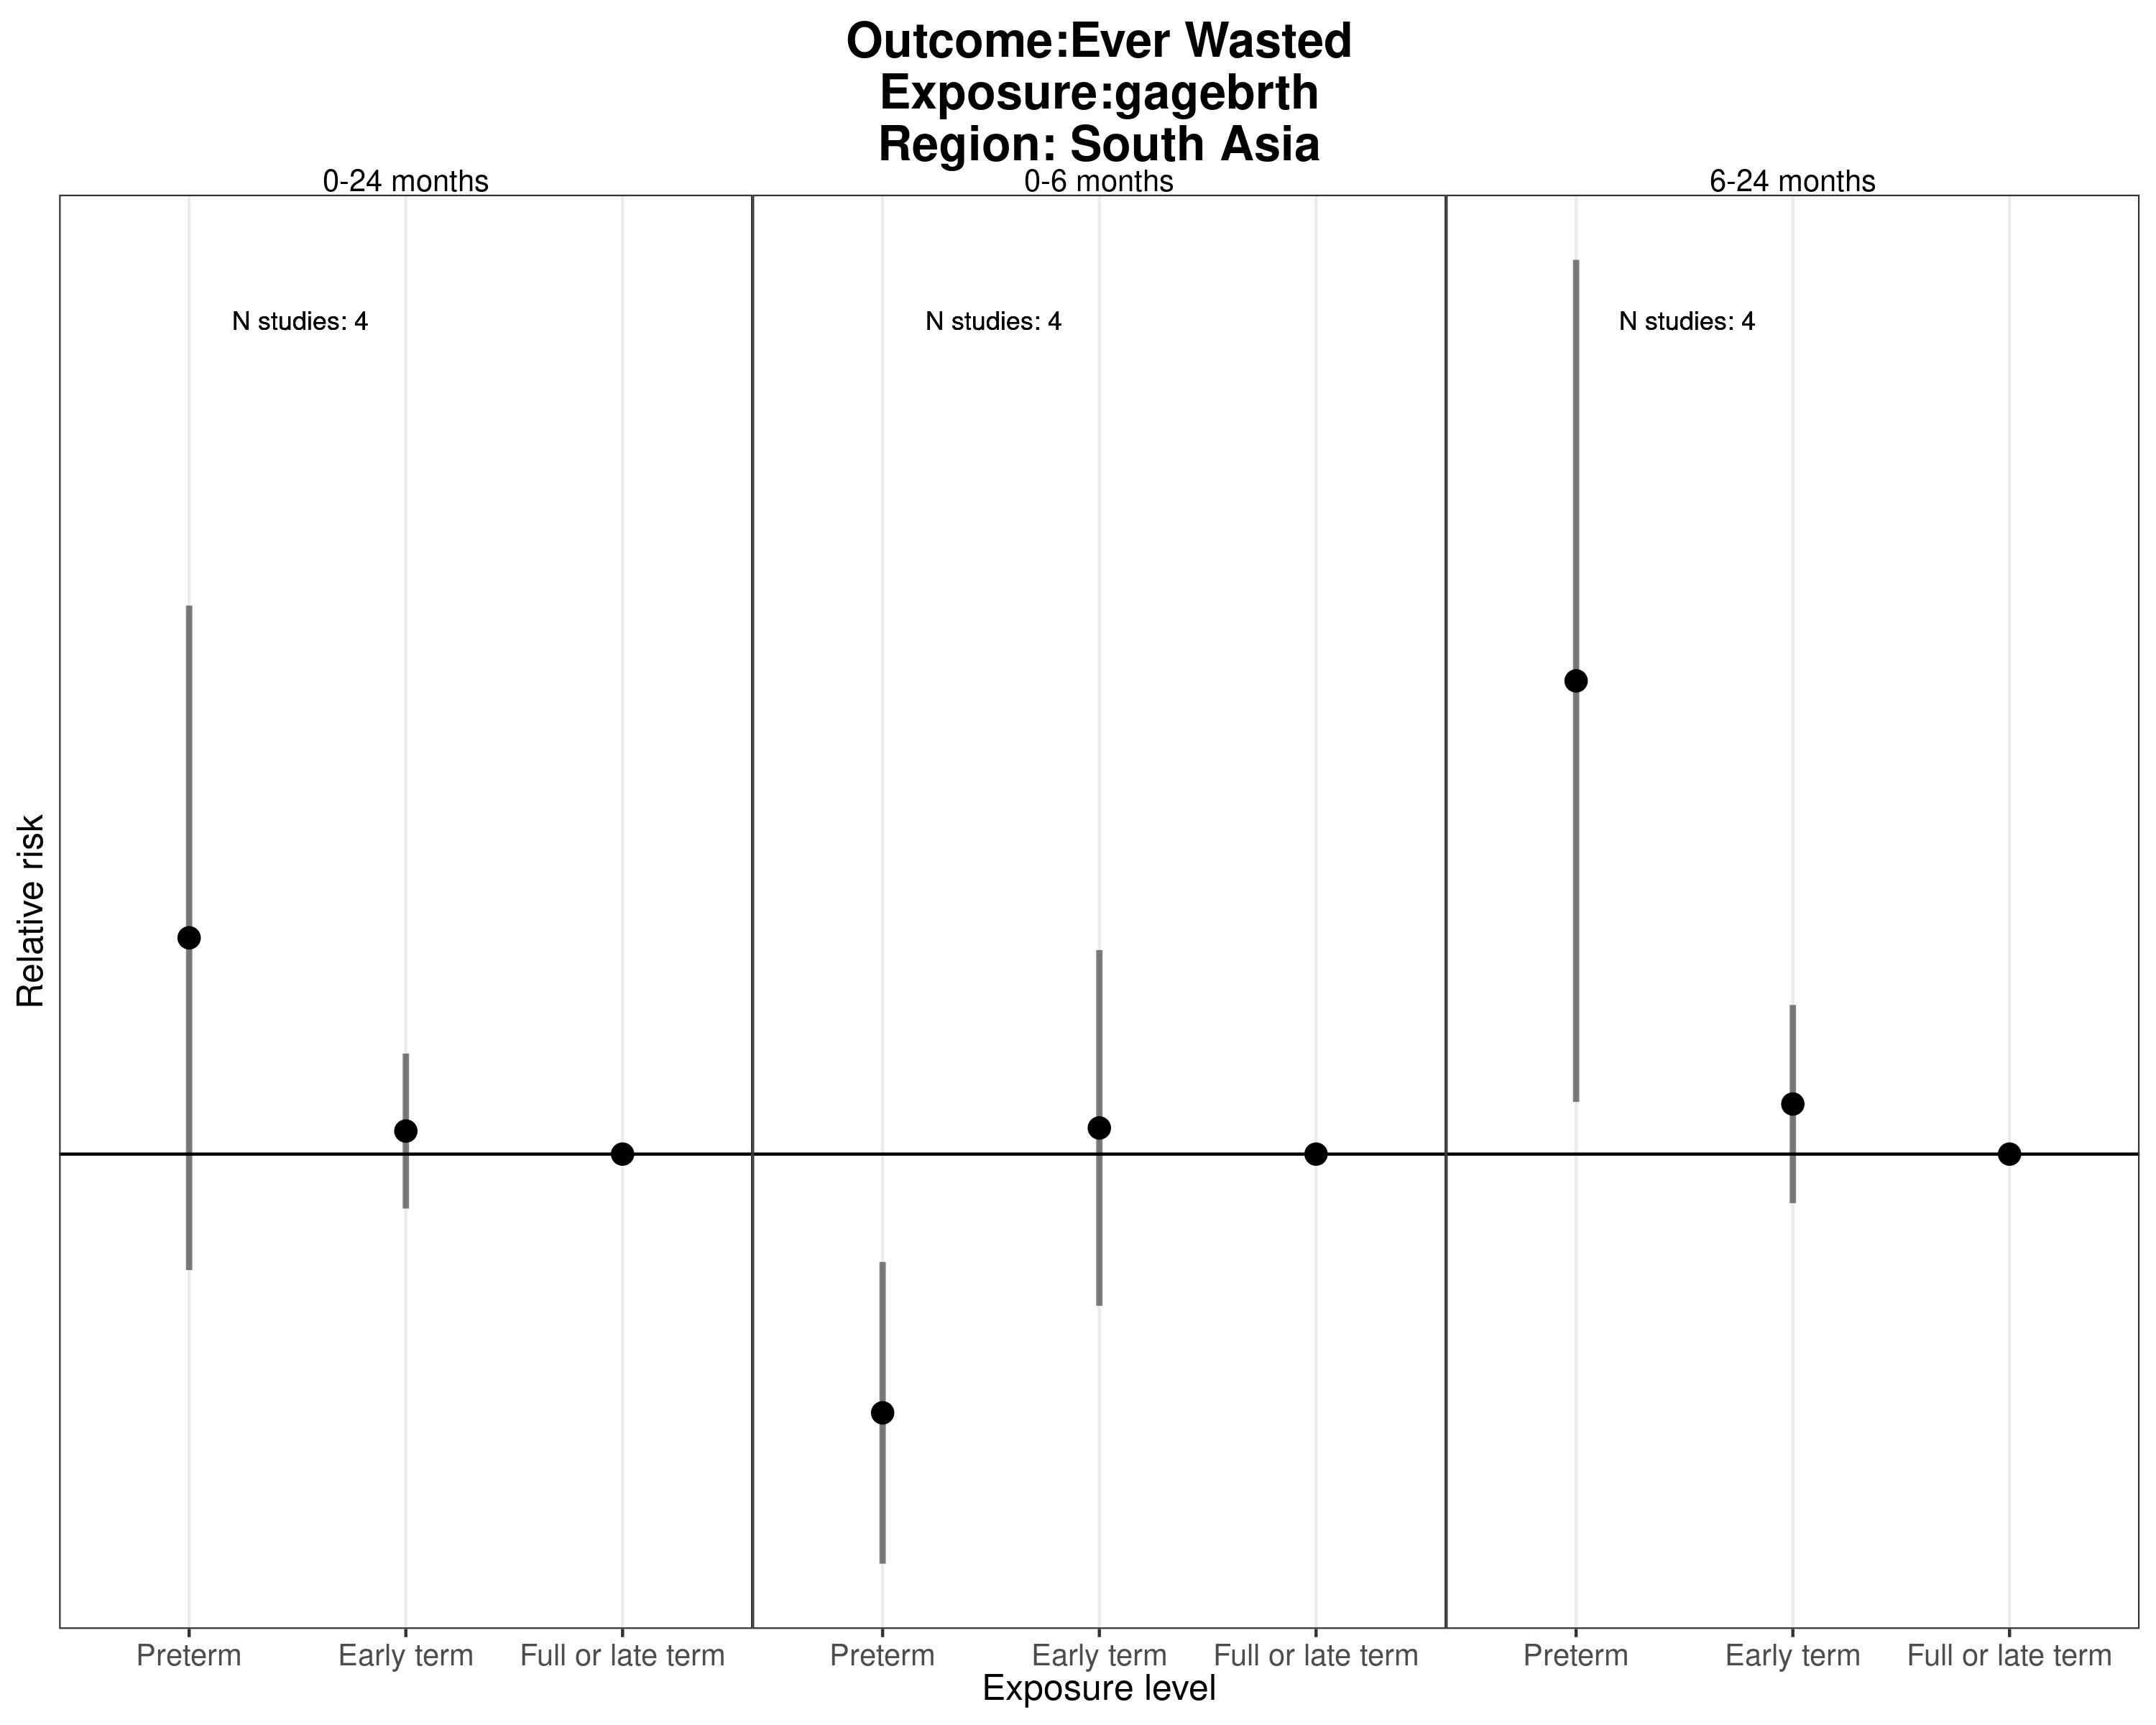 Outcome:Ever Wasted
Exposure:gagebrth
Region: South Asia
0-24 months
0-6 months
6-24 months
N studies: 4
N studies: 4
N studies: 4
Relative risk
Preterm
Early term
Full or late term
Preterm
Early term
Full or late term
Preterm
Early term
Full or late term
Exposure level